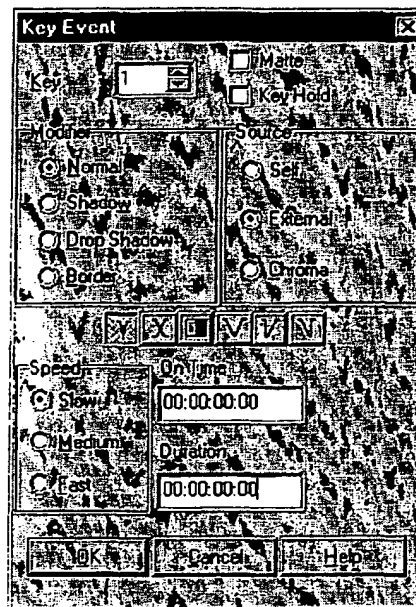 Key Event
Key 1
Matte
Key Hold
Modifier
Normal
Shadow
Drop Shadow
Border
Source
Self
External
Chroma
Speed
Slow
Medium
Fast
On Time
00:00:00:00
Duration
00:00:00:00
OK Cancel Help